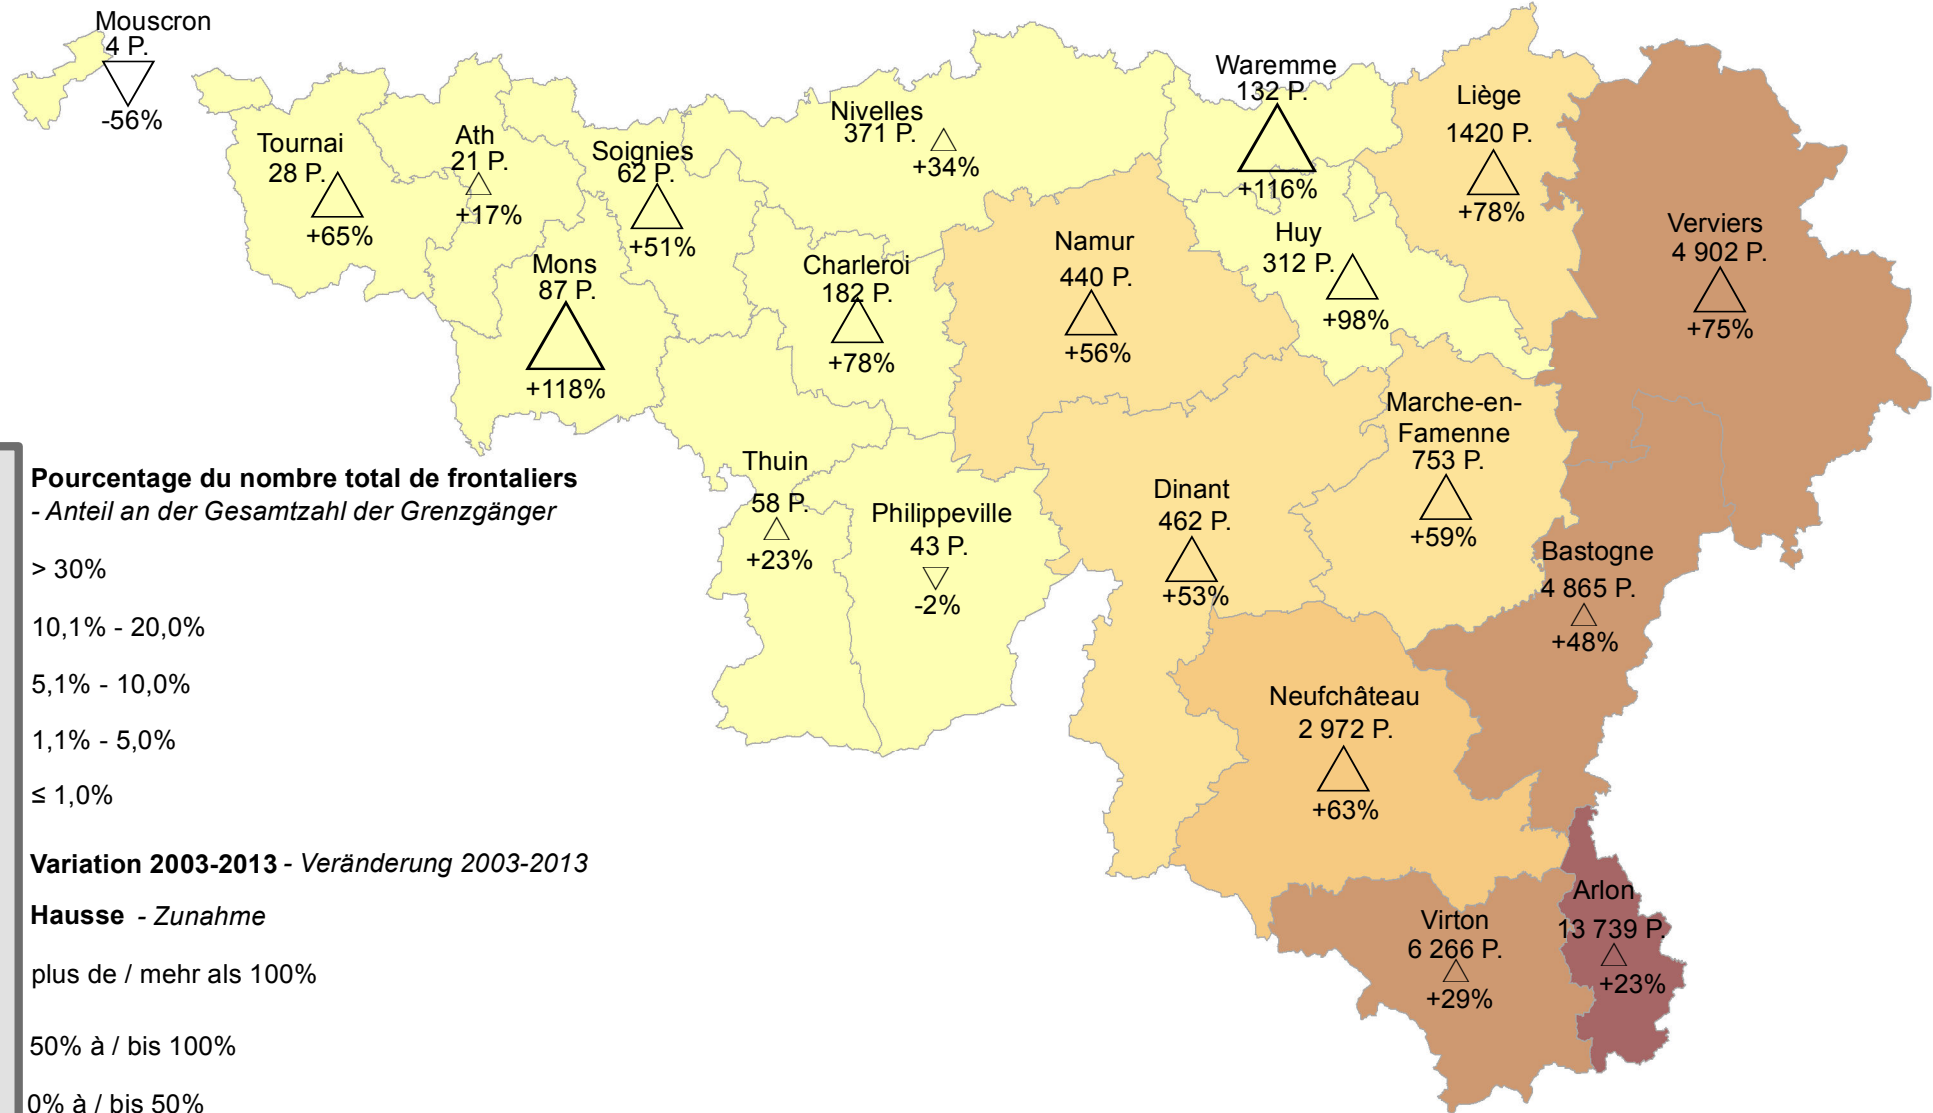 Mouscron
4 P.
-56%
Tournai
28 P.
+65%
Ath
21 P.
+17%
Soignies
62 P.
+51%
Mons
87 P.
+118%
Nivelles
371 P.
+34%
Charleroi
182 P.
+78%
Waremme
132 P.
+116%
Liège
1420 P.
+78%
Verviers
4 902 P.
+75%
Huy
312 P.
+98%
Namur
440 P.
+56%
Marche-en-
Famenne
753 P.
+59%
Thuin
58 P.
+23%
Philippeville
43 P.
-2%
Dinant
462 P.
+53%
Bastogne
4 865 P.
+48%
Neufchâteau
2 972 P.
+63%
Virton
6 266 P.
+29%
Arlon
13 739 P.
+23%
Pourcentage du nombre total de frontaliers
- Anteil an der Gesamtzahl der Grenzgänger
> 30%
10,1% - 20,0%
5,1% - 10,0%
1,1% - 5,0%
≤ 1,0%
Variation 2003-2013 - Veränderung 2003-2013
Hausse - Zunahme
plus de / mehr als 100%
50% à / bis 100%
0% à / bis 50%